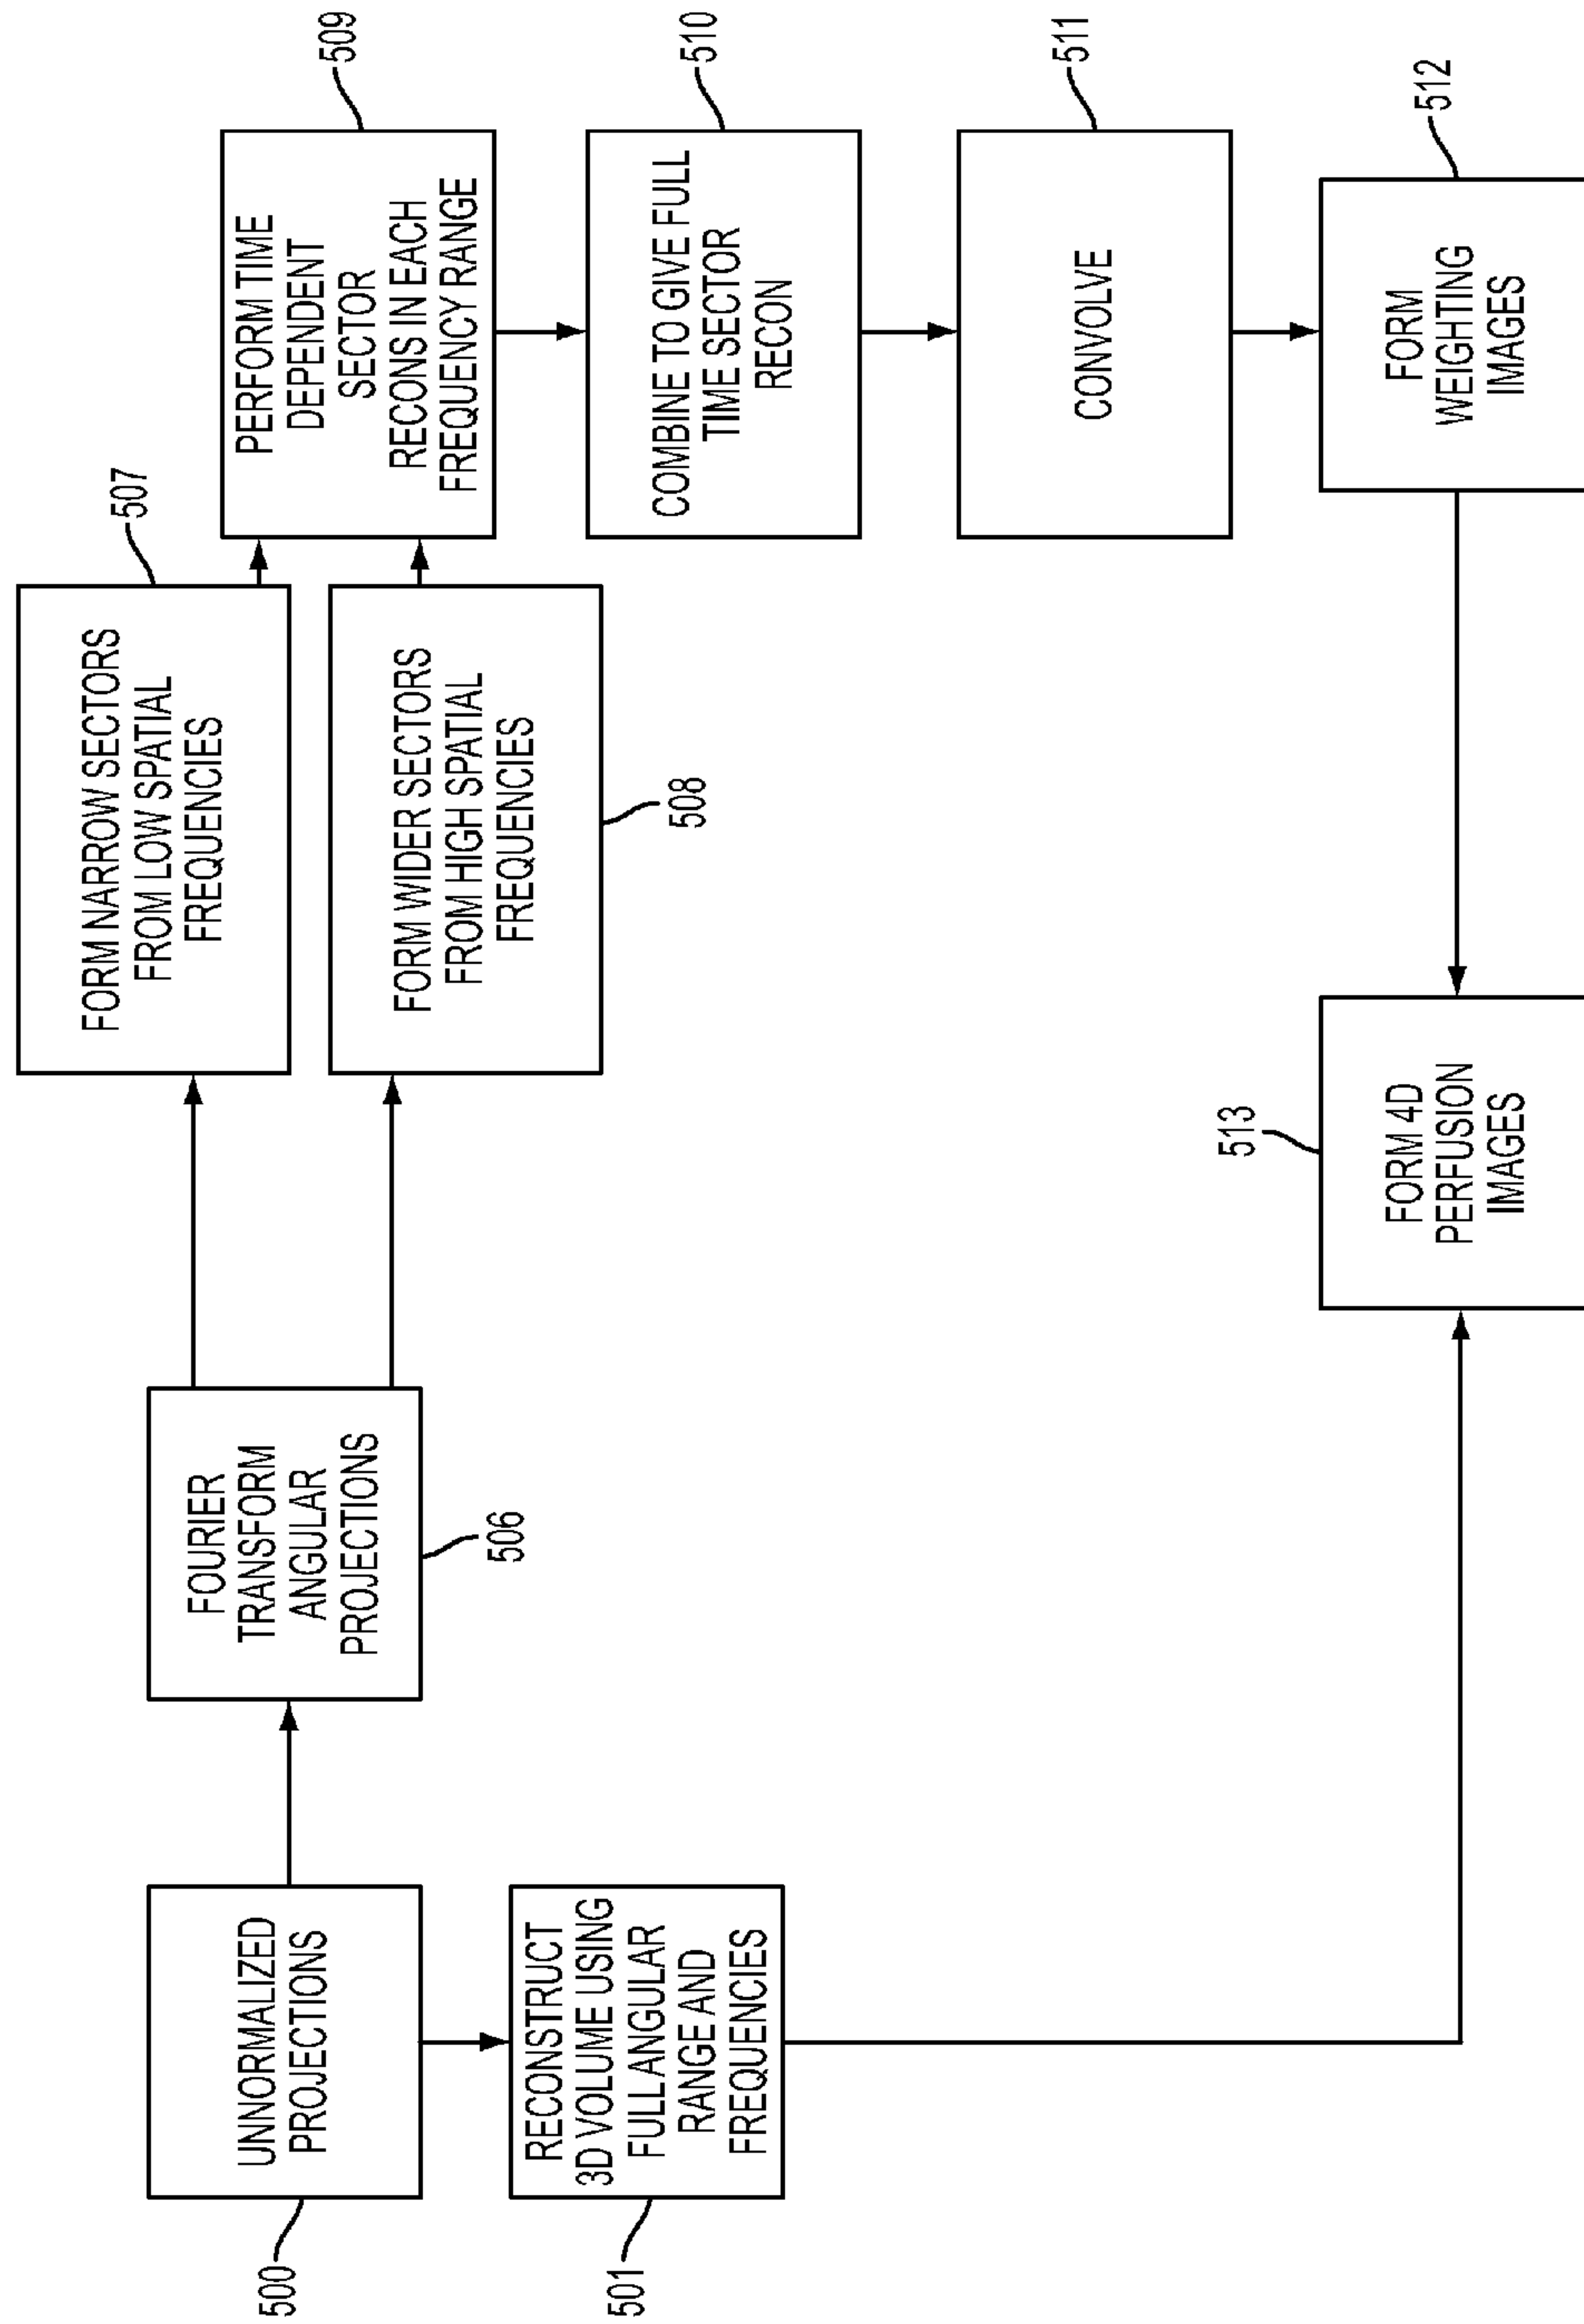 500
UNNORMALIZED
PROJECTIONS
501
RECONSTRUCT
3D VOLUME USING
FULL ANGULAR
RANGE AND
FREQUENCIES
FOURIER
TRANSFORM
ANGULAR
PROJECTIONS
506
FORM NARROW SECTORS
FROM LOW SPATIAL
FREQUENCIES
507
FORM WIDER SECTORS
FROM HIGH SPATIAL
FREQUENCIES
508
PERFORM TIME
DEPENDENT
SECTOR
RECONS IN EACH
FREQUENCY RANGE
509
COMBINE TO GIVE FULL
TIME SECTOR
RECON
510
CONVOLVE
511
FORM
WEIGHTING
IMAGES
512
513
FORM 4D
PERFUSION
IMAGES